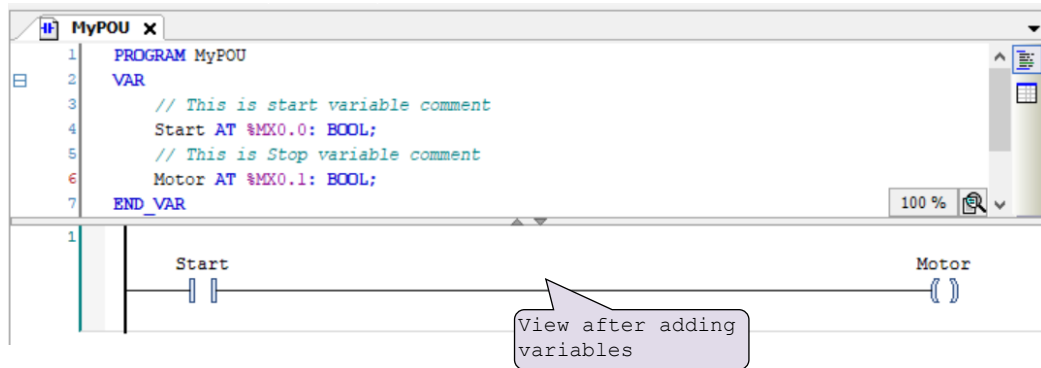 MyPOU X
1 PROGRAM MyPOU
2 VAR
3 // This is start variable comment
4 Start AT %MX0.0: BOOL;
5 // This is Stop variable comment
6 Motor AT %MX0.1: BOOL;
7 END_VAR
100 %
1
Start Motor
View after adding
variables